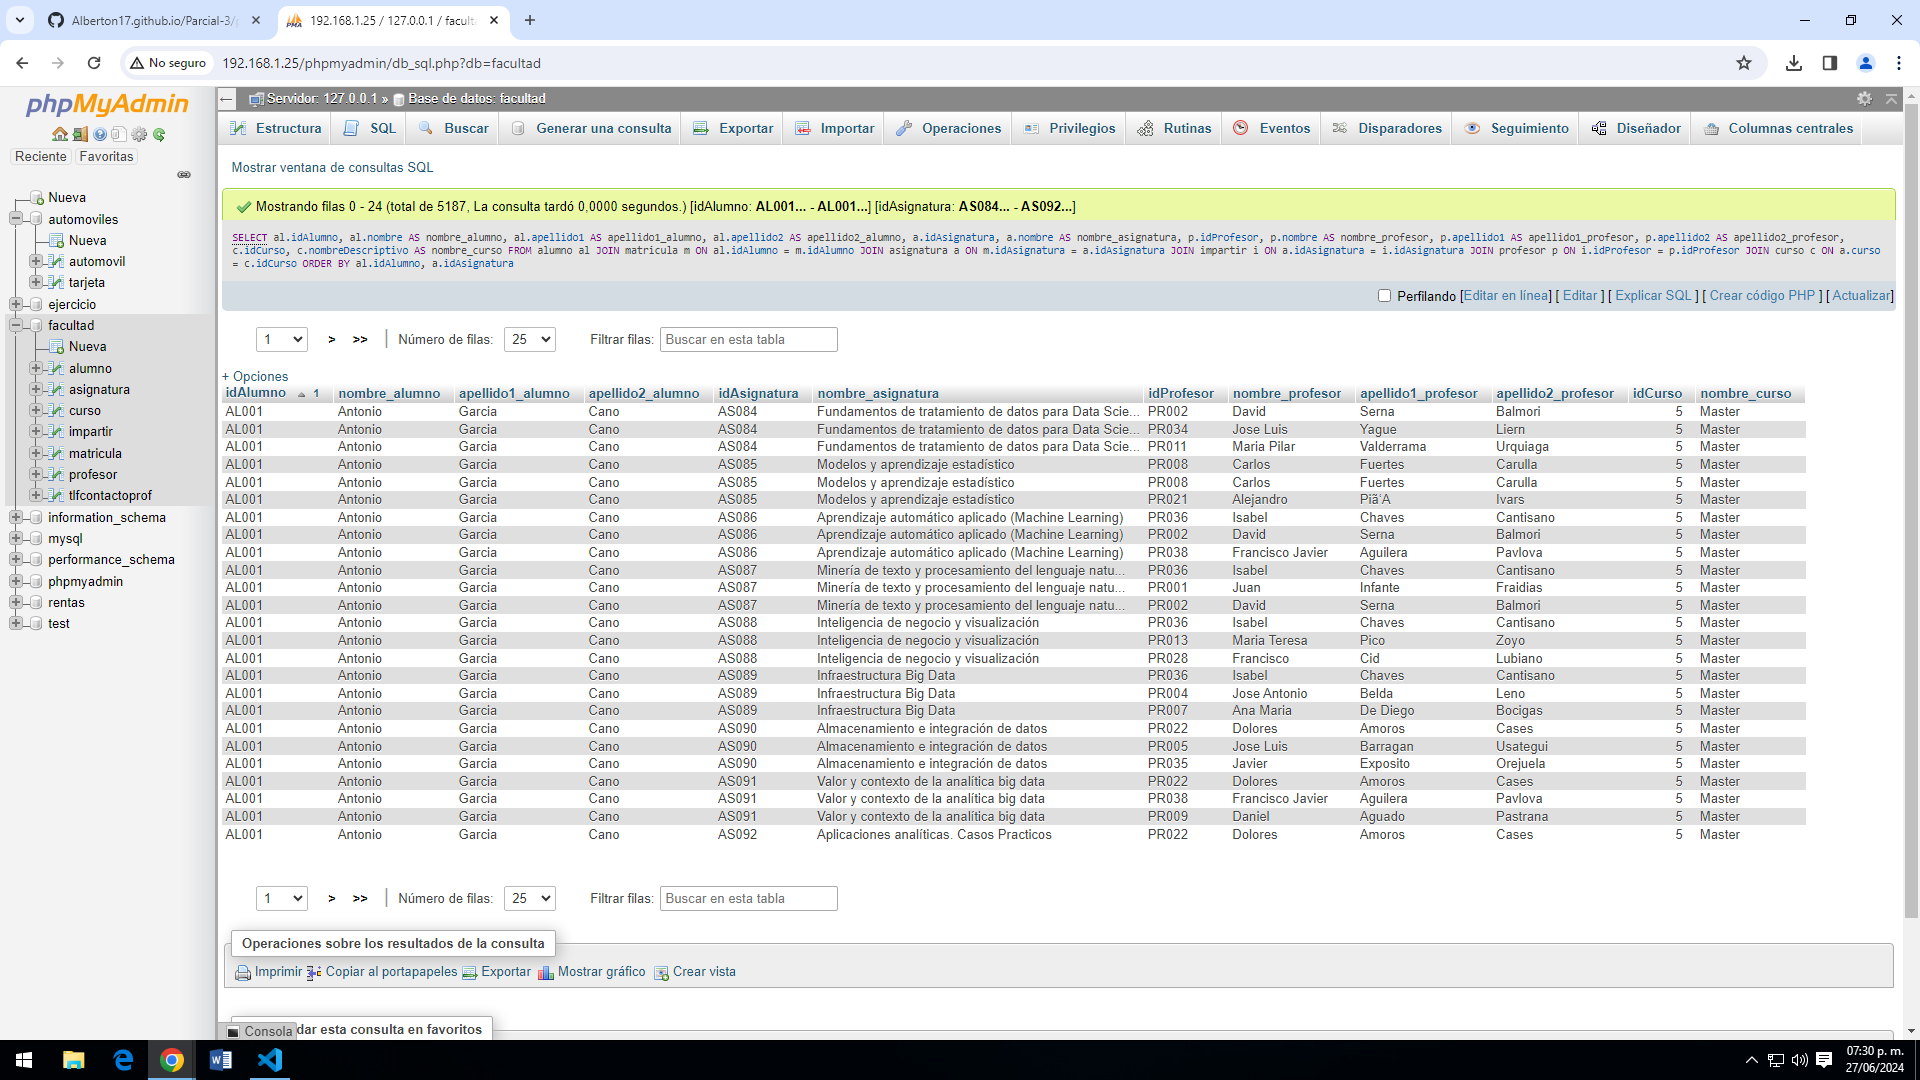 Alberton17.github.io/Parcial-3/p
192.168.1.25 / 127.0.0.1 / faculta
No seguro
192.168.1.25/phpmyadmin/db_sql.php?db=facultad
phpMyAdmin
Reciente Favoritas
Nueva
automoviles
Nueva
automovil
tarjeta
ejercicio
facultad
Nueva
alumno
asignatura
curso
impartir
matricula
profesor
tlfcontactoprof
information_schema
mysql
performance_schema
phpmyadmin
rentas
test
Servidor: 127.0.0.1 » Base de datos: facultad
Estructura SQL Buscar Generar una consulta Exportar Importar Operaciones Privilegios Rutinas Eventos Disparadores Seguimiento Diseñador Columnas centrales
Mostrar ventana de consultas SQL
Mostrando filas 0 - 24 (total de 5187, La consulta tardó 0,0000 segundos.) [idAlumno: AL001... - AL001...] [idAsignatura: AS084... - AS092...]
SELECT al.idAlumno, al.nombre AS nombre_alumno, al.apellido1 AS apellido1_alumno, al.apellido2 AS apellido2_alumno, a.idAsignatura, a.nombre AS nombre_asignatura, p.idProfesor, p.nombre AS nombre_profesor, p.apellido1 AS apellido1_profesor, p.apellido2 AS apellido2_profesor,
c.idCurso, c.nombreDescriptivo AS nombre_curso FROM alumno al JOIN matricula m ON al.idAlumno = m.idAlumno JOIN asignatura a ON m.idAsignatura = a.idAsignatura JOIN impartir i ON a.idAsignatura = i.idAsignatura JOIN profesor p ON i.idProfesor = p.idProfesor JOIN curso c ON a.curso
= c.idCurso ORDER BY al.idAlumno, a.idAsignatura
Perfilando [Editar en línea] [ Editar ] [ Explicar SQL ] [ Crear código PHP ] [ Actualizar]
1 > >> Número de filas: 25 Filtrar filas: Buscar en esta tabla
+ Opciones
idAlumno 1 nombre_alumno apellido1_alumno apellido2_alumno idAsignatura nombre_asignatura idProfesor nombre_profesor apellido1_profesor apellido2_profesor idCurso nombre_curso
AL001 Antonio Garcia Cano AS084 Fundamentos de tratamiento de datos para Data Scie... PR002 David Serna Balmori 5 Master
AL001 Antonio Garcia Cano AS084 Fundamentos de tratamiento de datos para Data Scie... PR034 Jose Luis Yague Liern 5 Master
AL001 Antonio Garcia Cano AS084 Fundamentos de tratamiento de datos para Data Scie... PR011 Maria Pilar Valderrama Urquiaga 5 Master
AL001 Antonio Garcia Cano AS085 Modelos y aprendizaje estadístico PR008 Carlos Fuertes Carulla 5 Master
AL001 Antonio Garcia Cano AS085 Modelos y aprendizaje estadístico PR008 Carlos Fuertes Carulla 5 Master
AL001 Antonio Garcia Cano AS085 Modelos y aprendizaje estadístico PR021 Alejandro Piã'A Ivars 5 Master
AL001 Antonio Garcia Cano AS086 Aprendizaje automático aplicado (Machine Learning) PR036 Isabel Chaves Cantisano 5 Master
AL001 Antonio Garcia Cano AS086 Aprendizaje automático aplicado (Machine Learning) PR002 David Serna Balmori 5 Master
AL001 Antonio Garcia Cano AS086 Aprendizaje automático aplicado (Machine Learning) PR038 Francisco Javier Aguilera Pavlova 5 Master
AL001 Antonio Garcia Cano AS087 Minería de texto y procesamiento del lenguaje natu... PR036 Isabel Chaves Cantisano 5 Master
AL001 Antonio Garcia Cano AS087 Minería de texto y procesamiento del lenguaje natu... PR001 Juan Infante Fraidias 5 Master
AL001 Antonio Garcia Cano AS087 Minería de texto y procesamiento del lenguaje natu... PR002 David Serna Balmori 5 Master
AL001 Antonio Garcia Cano AS088 Inteligencia de negocio y visualización PR036 Isabel Chaves Cantisano 5 Master
AL001 Antonio Garcia Cano AS088 Inteligencia de negocio y visualización PR013 Maria Teresa Pico Zoyo 5 Master
AL001 Antonio Garcia Cano AS088 Inteligencia de negocio y visualización PR028 Francisco Cid Lubiano 5 Master
AL001 Antonio Garcia Cano AS089 Infraestructura Big Data PR036 Isabel Chaves Cantisano 5 Master
AL001 Antonio Garcia Cano AS089 Infraestructura Big Data PR004 Jose Antonio Belda Leno 5 Master
AL001 Antonio Garcia Cano AS089 Infraestructura Big Data PR007 Ana Maria De Diego Bocigas 5 Master
AL001 Antonio Garcia Cano AS090 Almacenamiento e integración de datos PR022 Dolores Amoros Cases 5 Master
AL001 Antonio Garcia Cano AS090 Almacenamiento e integración de datos PR005 Jose Luis Barragan Usategui 5 Master
AL001 Antonio Garcia Cano AS090 Almacenamiento e integración de datos PR035 Javier Exposito Orejuela 5 Master
AL001 Antonio Garcia Cano AS091 Valor y contexto de la analítica big data PR022 Dolores Amoros Cases 5 Master
AL001 Antonio Garcia Cano AS091 Valor y contexto de la analítica big data PR038 Francisco Javier Aguilera Pavlova 5 Master
AL001 Antonio Garcia Cano AS091 Valor y contexto de la analítica big data PR009 Daniel Aguado Pastrana 5 Master
AL001 Antonio Garcia Cano AS092 Aplicaciones analíticas. Casos Practicos PR022 Dolores Amoros Cases 5 Master
1 > >> Número de filas: 25 Filtrar filas: Buscar en esta tabla
Operaciones sobre los resultados de la consulta
Imprimir Copiar al portapapeles Exportar Mostrar gráfico Crear vista
Consola dar esta consulta en favoritos
07:30 p. m.
27/06/2024